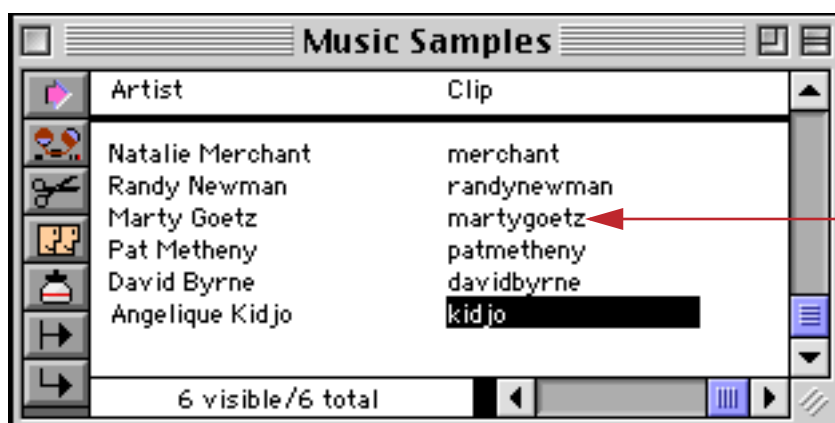 Music Samples
Artist Clip
Natalie Merchant merchant
Randy Newman randynewman
Marty Goetz martygoetz
Pat Metheny patmetheny
David Byrne davidbyrne
Angelique Kidjo kidjo
6 visible/6 total